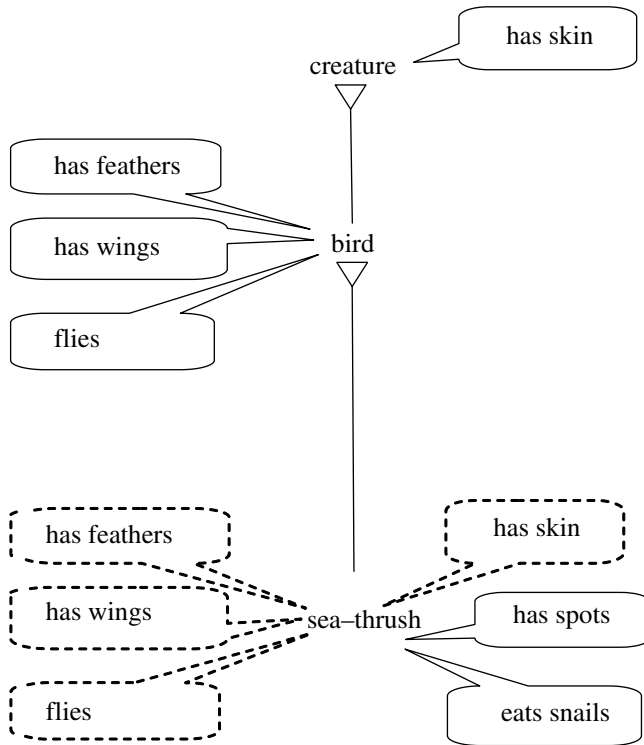 has skin
creature
has feathers
has wings
bird
flies
has feathers
has skin
has wings
sea–thrush
has spots
flies
eats snails